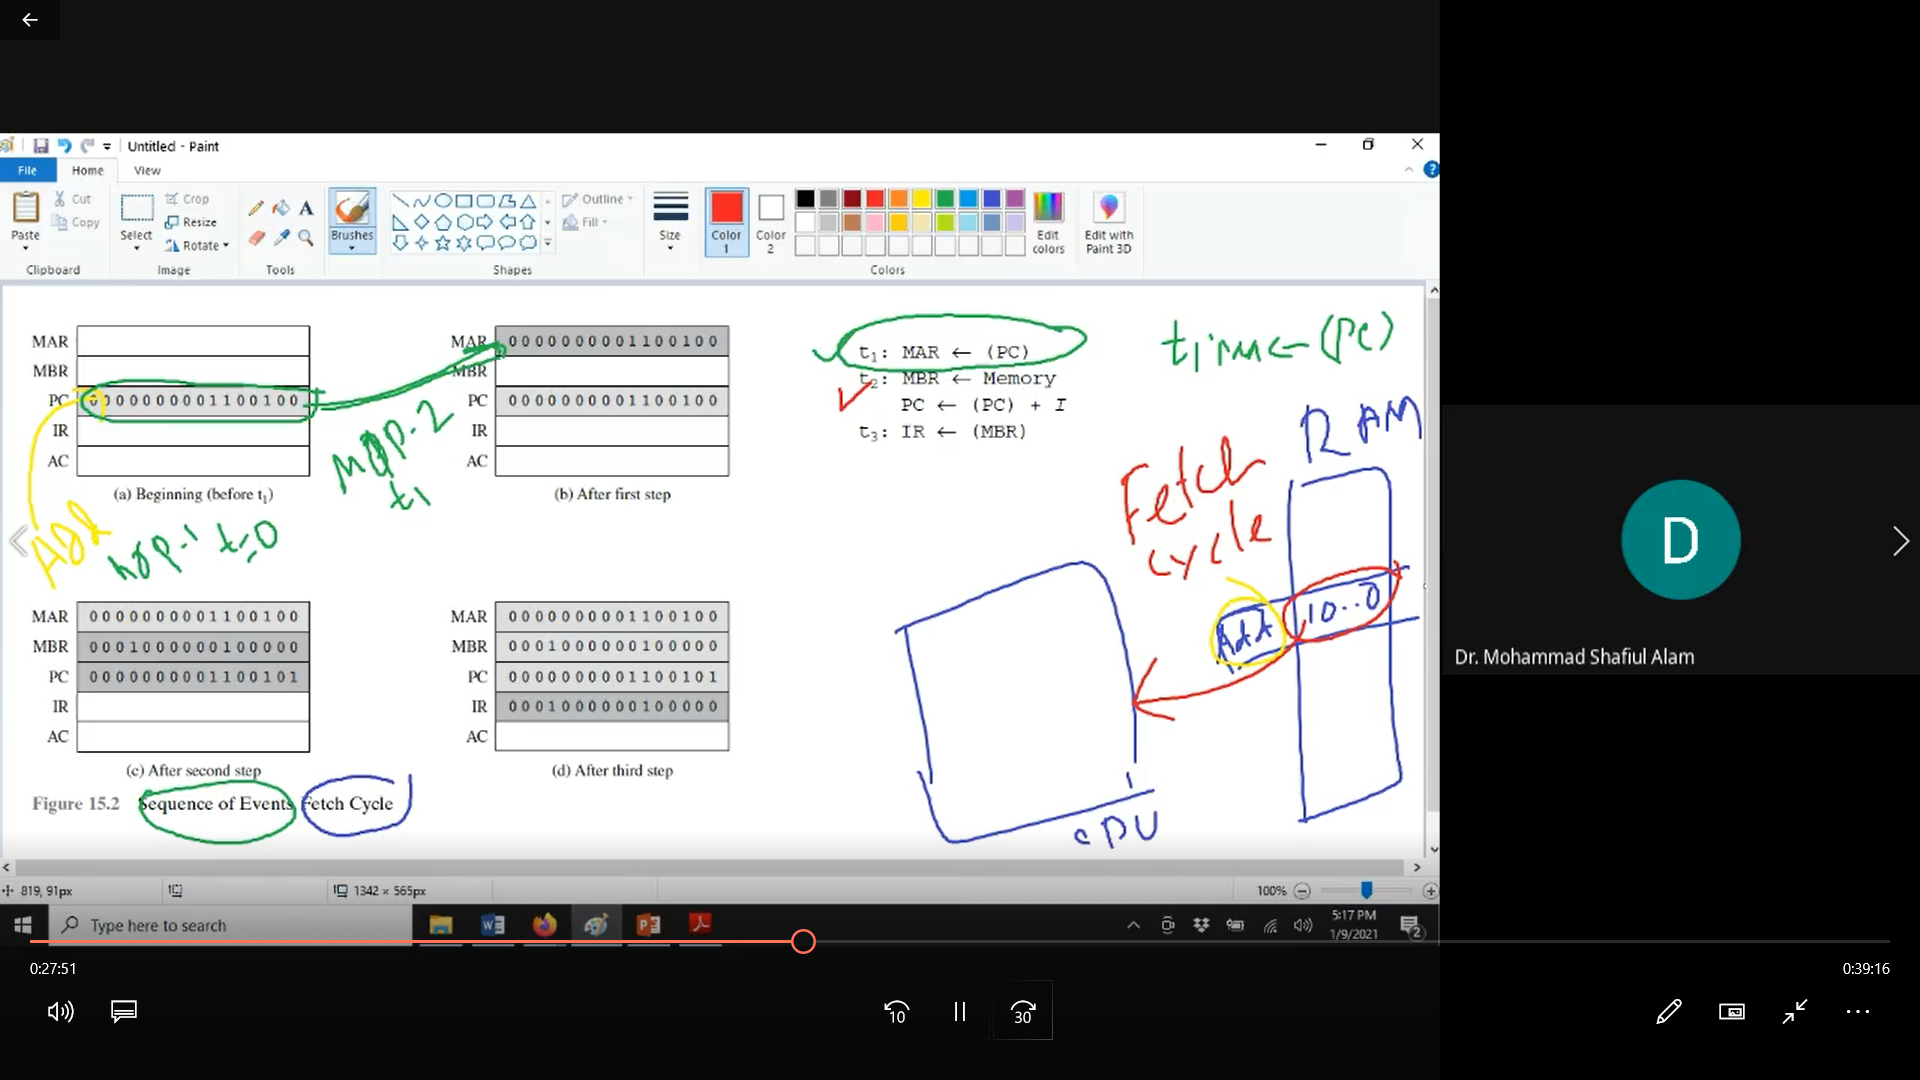 Untitled - Paint
File Home View
Cut
Copy
Paste
Clipboard
Select
Crop
Resize
Rotate
Image
A
Tools
Brushes
Outline
Fill
Shapes
Size
Color 1
Color 2
Edit colors
Edit with Paint 3D
Colors
MAR
MBR
PC 0000000001100100
IR
AC
(a) Beginning (before t1)
MAR 0000000001100100
MBR
PC 0000000001100100
IR
AC
(b) After first step
MOP-2
t1
ADR
MOP-1 t=0
MAR 0000000001100100
MBR 0001000000100000
PC 0000000001100101
IR
AC
(c) After second step
MAR 0000000001100100
MBR 0001000000100000
PC 0000000001100101
IR 0001000000100000
AC
(d) After third step
Figure 15.2 Sequence of Events, Fetch Cycle
t1: MAR ← (PC)
t2: MBR ← Memory
PC ← (PC) + I
t3: IR ← (MBR)
(PC)
RAM
Fetch
cycle
Add
10..0
CPU
819, 91px
1342 × 565px
100%
Type here to search
5:17 PM
1/9/2021
2
D
Dr. Mohammad Shafiul Alam
0:27:51
0:39:16
10
30